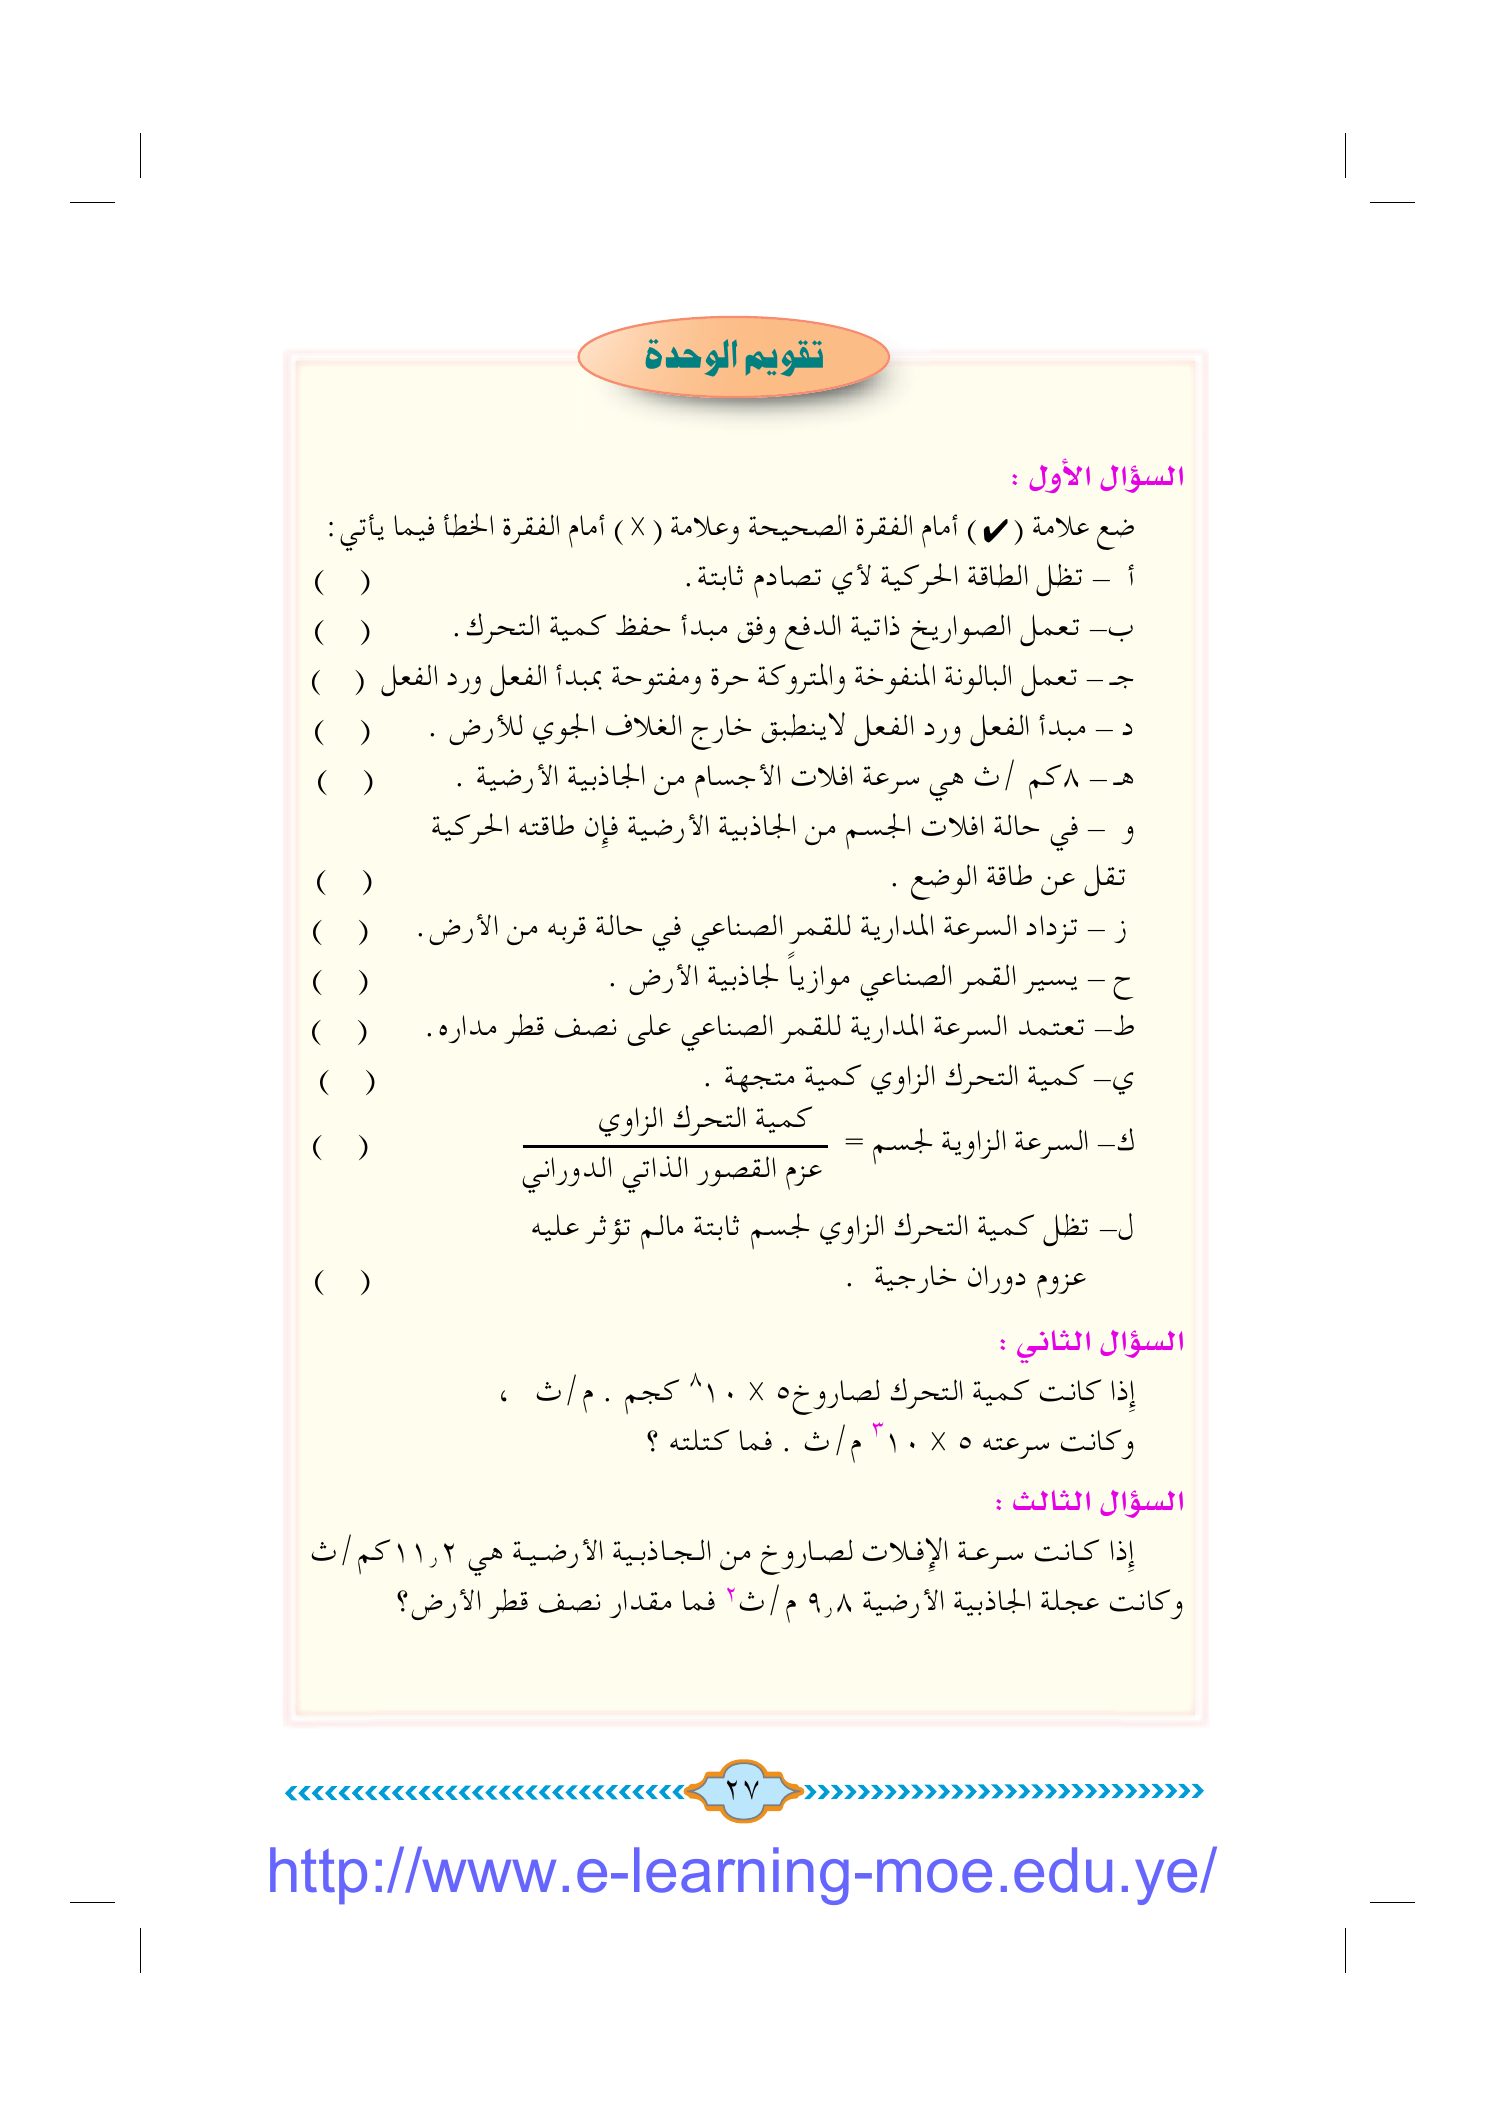 تقويم الوحدة
السؤال الأول :
ضع علامة ( ✔ ) أمام الفقرة الصحيحة وعلامة ( X ) أمام الفقرة الخطأ فيما يأتي :
أ – تظل الطاقة الحركية لأي تصادم ثابتة . ( )
ب– تعمل الصواريخ ذاتية الدفع وفق مبدأ حفظ كمية التحرك . ( )
جـ – تعمل البالونة المنفوخة والمتروكة حرة ومفتوحة بمبدأ الفعل ورد الفعل ( )
د – مبدأ الفعل ورد الفعل لاينطبق خارج الغلاف الجوي للأرض . ( )
هـ – ٨كم /ث هي سرعة افلات الأجسام من الجاذبية الأرضية . ( )
و – في حالة افلات الجسم من الجاذبية الأرضية فإن طاقته الحركية
تقل عن طاقة الوضع . ( )
ز – تزداد السرعة المدارية للقمر الصناعي في حالة قربه من الأرض . ( )
ح – يسير القمر الصناعي موازياً لجاذبية الأرض . ( )
ط– تعتمد السرعة المدارية للقمر الصناعي على نصف قطر مداره . ( )
ي– كمية التحرك الزاوي كمية متجهة . ( )
كمية التحرك الزاوي
ك– السرعة الزاوية لجسم = ( )
عزم القصور الذاتي الدوراني
ل– تظل كمية التحرك الزاوي لجسم ثابتة مالم تؤثر عليه
عزوم دوران خارجية . ( )
السؤال الثاني :
إذا كانت كمية التحرك لصاروخ٥ X ١٠⁸ كجم . م/ث ،
وكانت سرعته ٥ X ١٠³ م/ث . فما كتلته ؟
السؤال الثالث :
إذا كانت سرعة الإفلات لصاروخ من الجاذبية الأرضية هي ١١٫٢كم/ث
وكانت عجلة الجاذبية الأرضية ٩٫٨ م/ث² فما مقدار نصف قطر الأرض؟
٢٧
http://www.e-learning-moe.edu.ye/